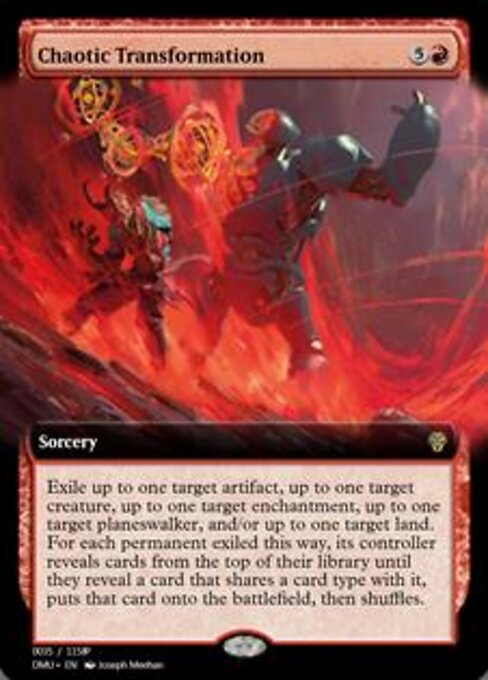 Chaotic Transformation 5
Sorcery
Exile up to one target artifact, up to one target
creature, up to one target enchantment, up to one
target planeswalker, and/or up to one target land.
For each permanent exiled this way, its controller
reveals cards from the top of their library until
they reveal a card that shares a card type with it,
puts that card onto the battlefield, then shuffles.
DMU • EN Joseph Meehan